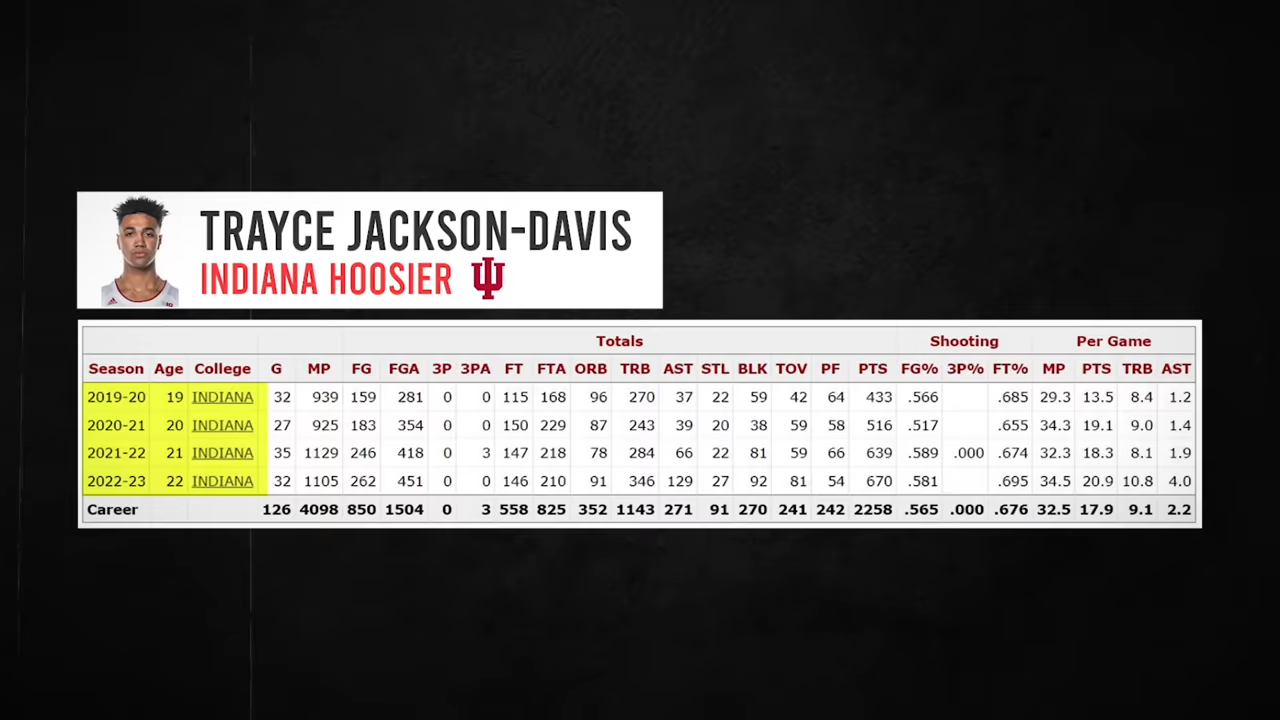 TRAYCE JACKSON-DAVIS
INDIANA HOOSIER
Totals Shooting Per Game
Season Age College G MP FG FGA 3P 3PA FT FTA ORB TRB AST STL BLK TOV PF PTS FG% 3P% FT% MP PTS TRB AST
2019-20 19 INDIANA 32 939 159 281 0 0 115 168 96 270 37 22 59 42 64 433 .566 .685 29.3 13.5 8.4 1.2
2020-21 20 INDIANA 27 925 183 354 0 0 150 229 87 243 39 20 38 59 58 516 .517 .655 34.3 19.1 9.0 1.4
2021-22 21 INDIANA 35 1129 246 418 0 3 147 218 78 284 66 22 81 59 66 639 .589 .000 .674 32.3 18.3 8.1 1.9
2022-23 22 INDIANA 32 1105 262 451 0 0 146 210 91 346 129 27 92 81 54 670 .581 .695 34.5 20.9 10.8 4.0
Career 126 4098 850 1504 0 3 558 825 352 1143 271 91 270 241 242 2258 .565 .000 .676 32.5 17.9 9.1 2.2